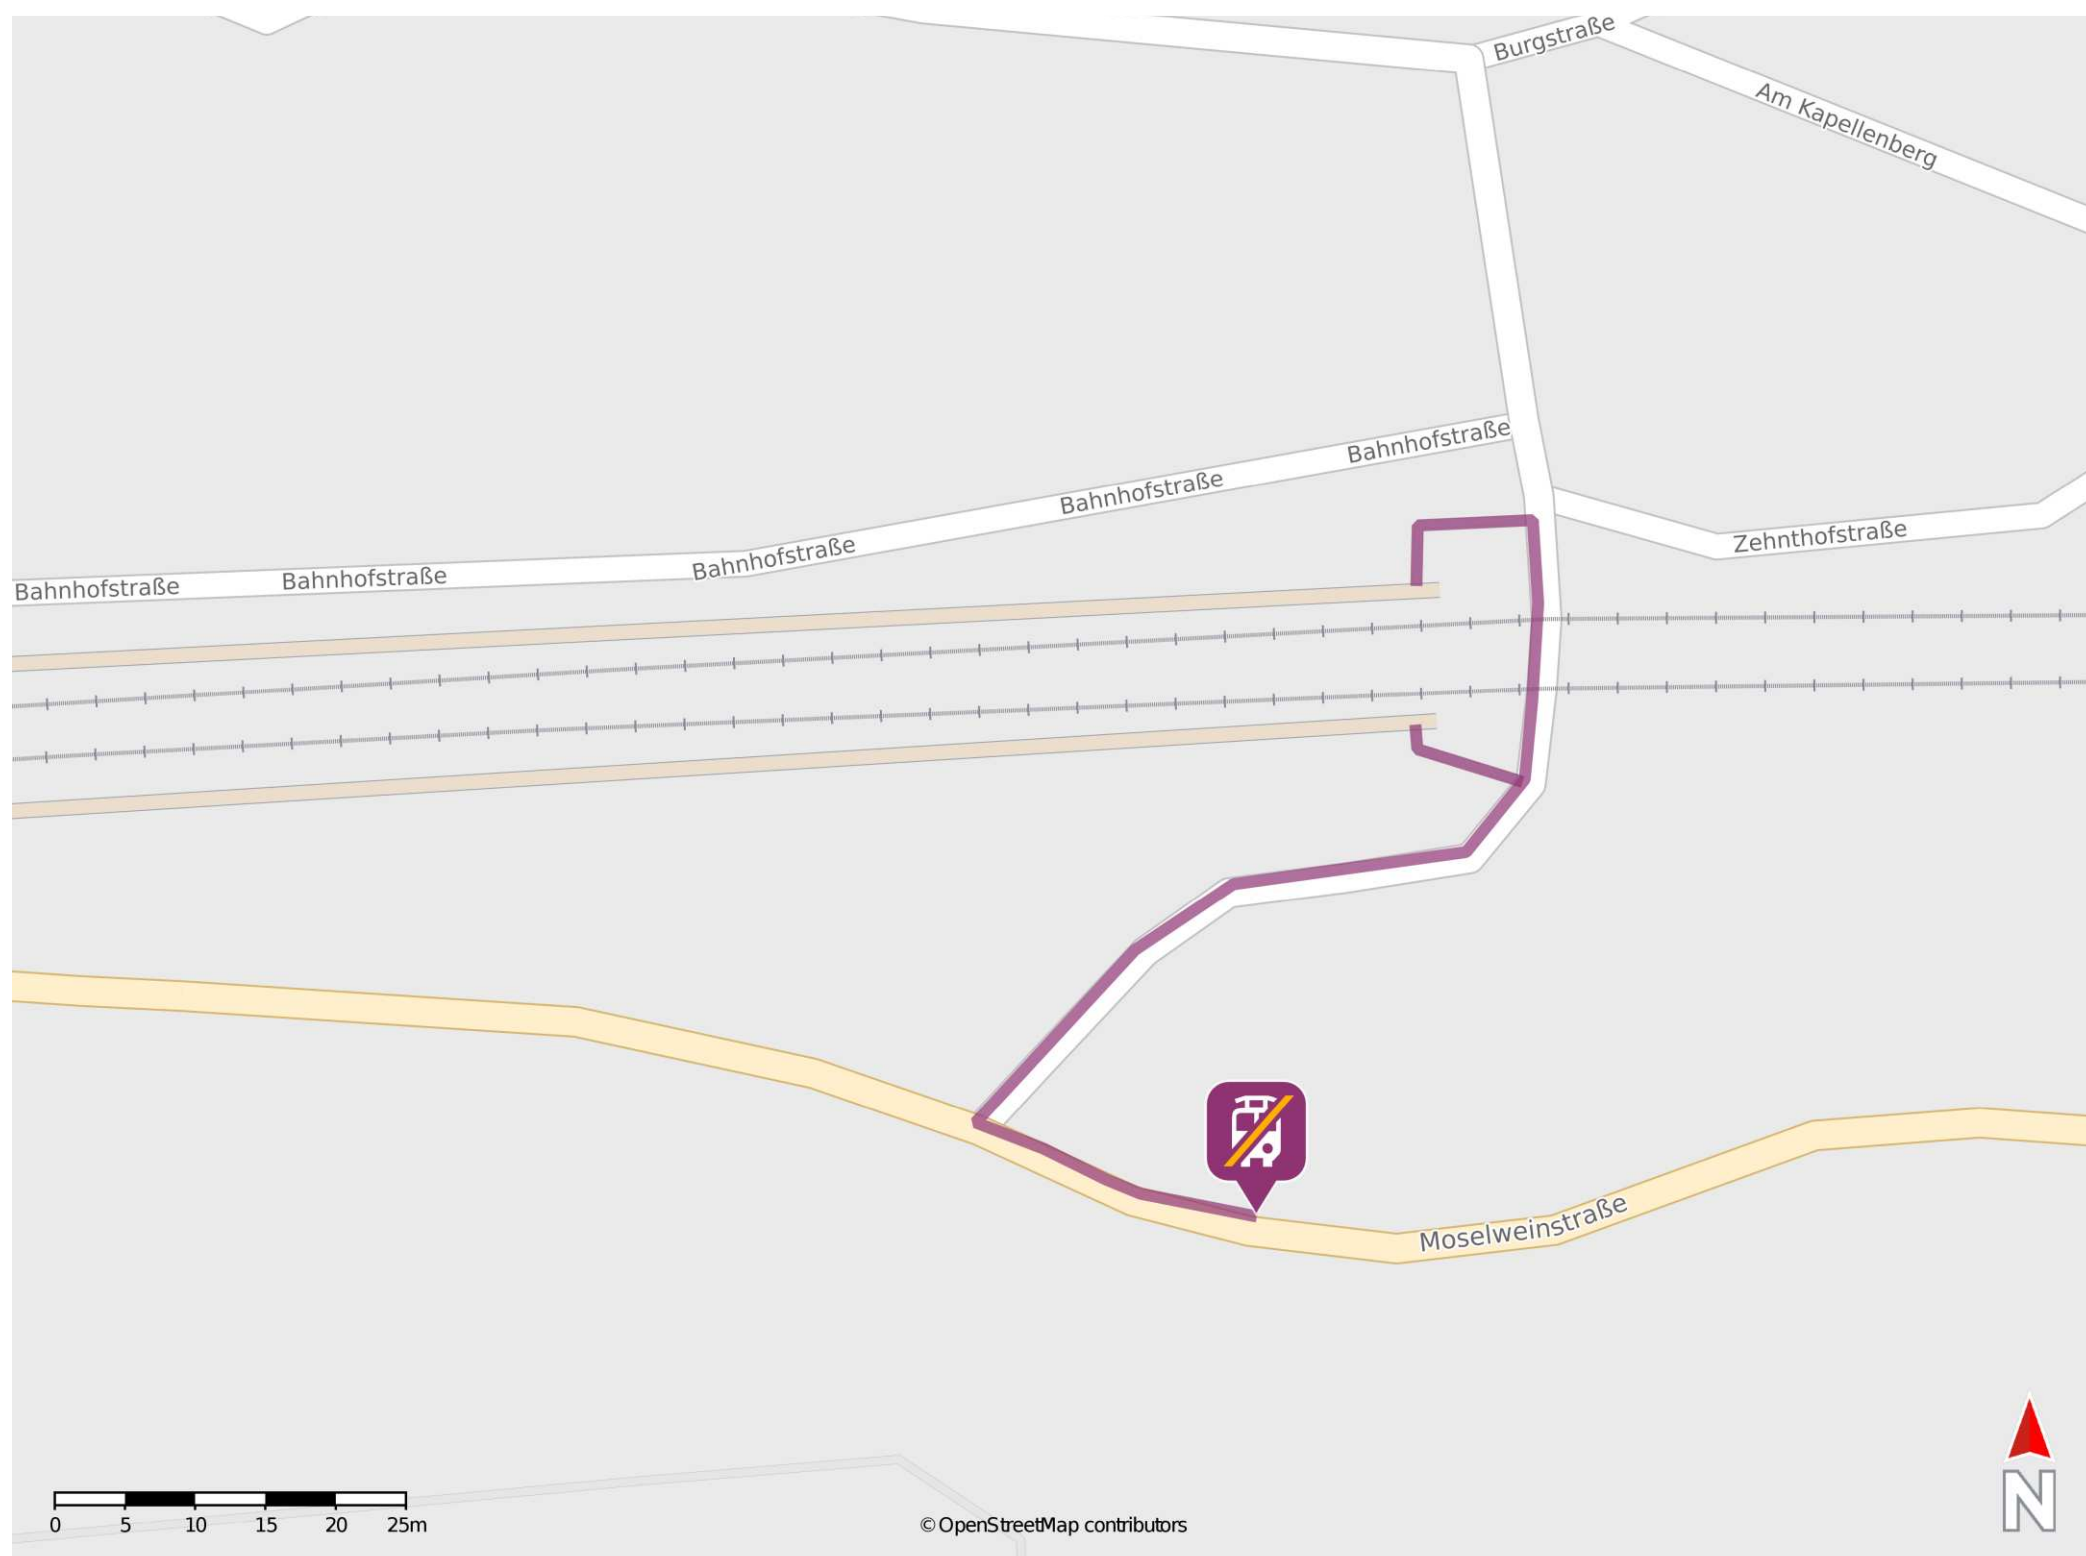 Burgstraße
Am Kapellenberg
Bahnhofstraße
Bahnhofstraße
Bahnhofstraße
Zehnthofstraße
Bahnhofstraße
Bahnhofstraße
Moselweinstraße
N
0 5 10 15 20 25m
© OpenStreetMap contributors